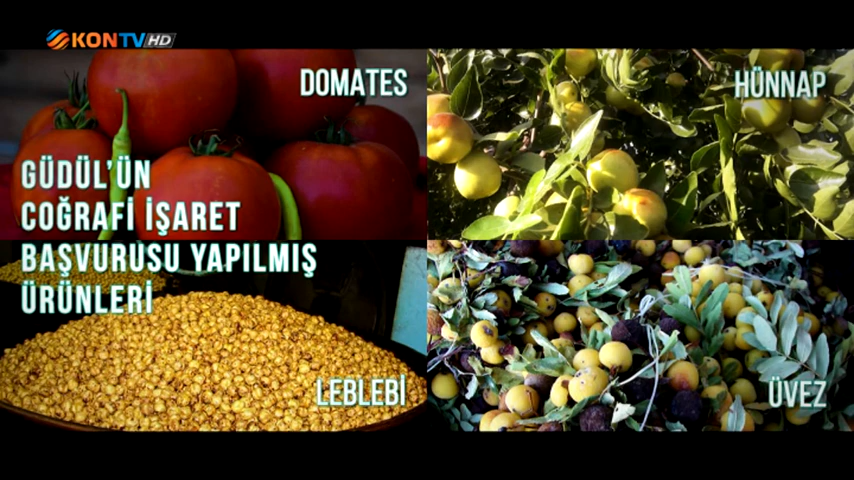 KONTV HD
DOMATES
HÜNNAP
GÜDÜL'ÜN
COĞRAFİ İŞARET
BAŞVURUSU YAPILMIŞ
ÜRÜNLERİ
LEBLEBİ
ÜVEZ